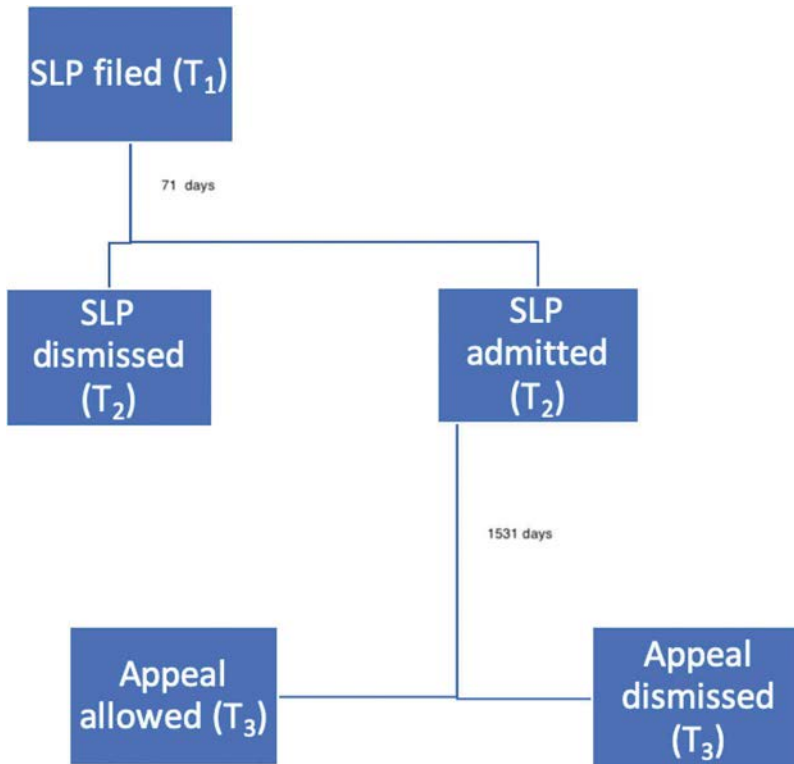 SLP filed (T₁)
71 days
SLP
dismissed
(T₂)
SLP
admitted
(T₂)
1531 days
Appeal
allowed (T₃)
Appeal
dismissed
(T₃)